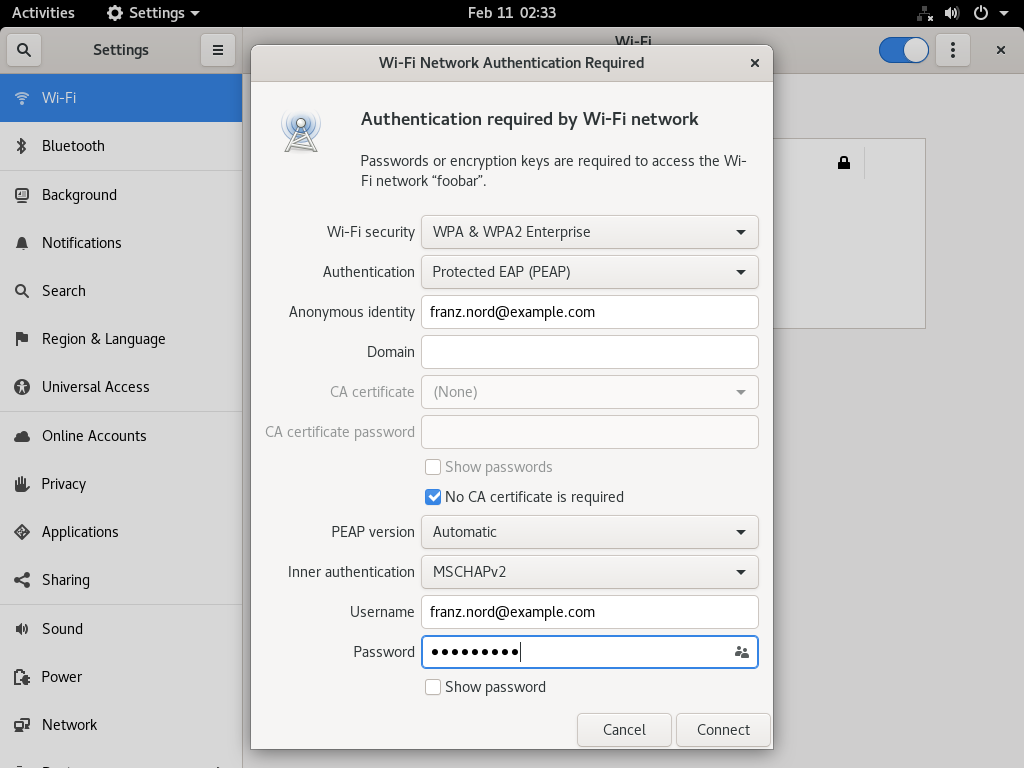 Activities
Settings
Feb 11 02:33
Settings
Wi-Fi
Wi-Fi
Bluetooth
Background
Notifications
Search
Region & Language
Universal Access
Online Accounts
Privacy
Applications
Sharing
Sound
Power
Network
Wi-Fi Network Authentication Required
Authentication required by Wi-Fi network
Passwords or encryption keys are required to access the Wi-
Fi network “foobar”.
Wi-Fi security WPA & WPA2 Enterprise
Authentication Protected EAP (PEAP)
Anonymous identity franz.nord@example.com
Domain
CA certificate (None)
CA certificate password
Show passwords
No CA certificate is required
PEAP version Automatic
Inner authentication MSCHAPv2
Username franz.nord@example.com
Password ●●●●●●●●●
Show password
Cancel Connect